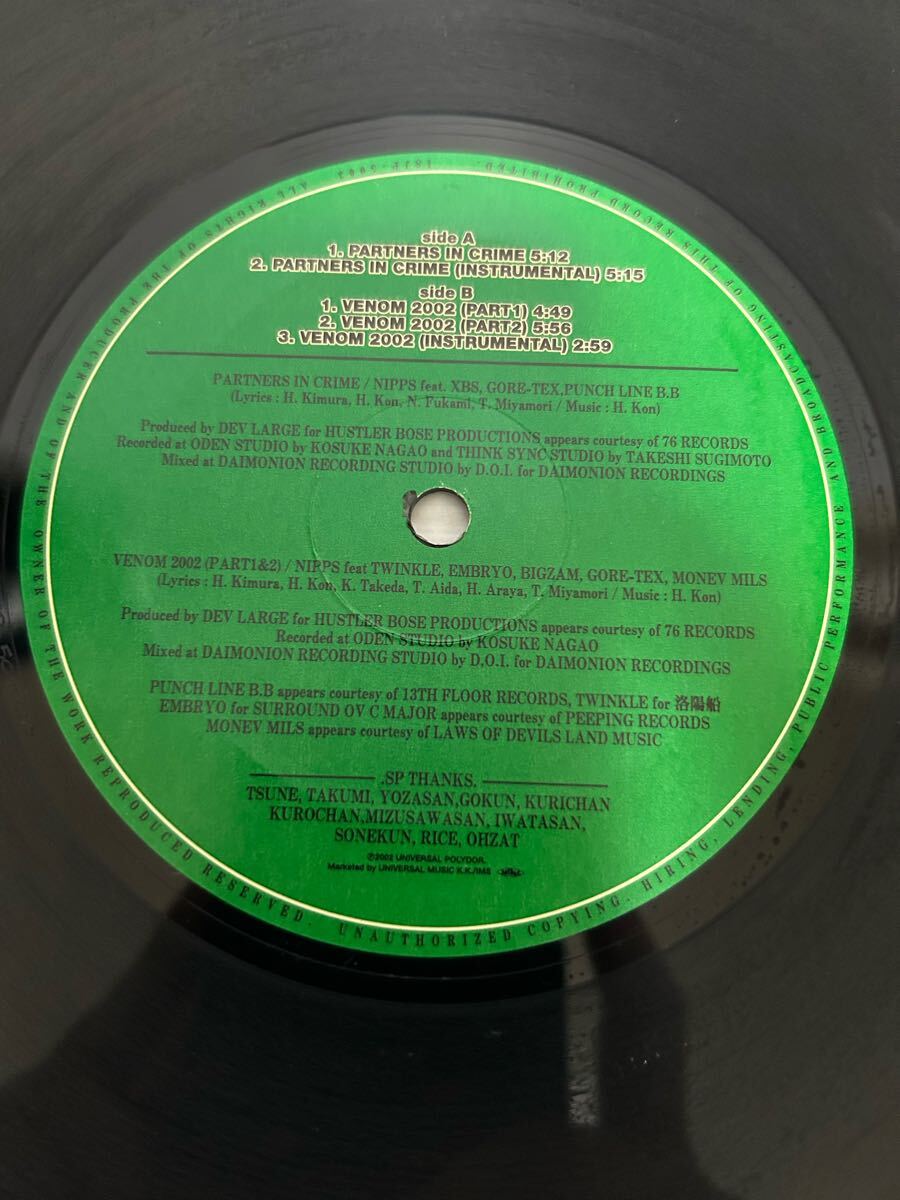 side A
1. PARTNERS IN CRIME 5:12
2. PARTNERS IN CRIME (INSTRUMENTAL) 5:15
side B
1. VENOM 2002 (PART1) 4:49
2. VENOM 2002 (PART2) 5:56
3. VENOM 2002 (INSTRUMENTAL) 2:59
PARTNERS IN CRIME / NIPPS feat. XBS, GORE-TEX,PUNCH LINE B.B
(Lyrics : H. Kimura, H. Kon, N. Fukami, T. Miyamori / Music : H. Kon)
Produced by DEV LARGE for HUSTLER BOSE PRODUCTIONS appears courtesy of 76 RECORDS
Recorded at ODEN STUDIO by KOSUKE NAGAO and THINK SYNC STUDIO by TAKESHI SUGIMOTO
Mixed at DAIMONION RECORDING STUDIO by D.O.I. for DAIMONION RECORDINGS
VENOM 2002 (PART1&2) / NIPPS feat TWINKLE, EMBRYO, BIGZAM, GORE-TEX, MONEV MILS
(Lyrics : H. Kimura, H. Kon, K. Takeda, T. Aida, H. Araya, T. Miyamori / Music : H. Kon)
Produced by DEV LARGE for HUSTLER BOSE PRODUCTIONS appears courtesy of 76 RECORDS
Recorded at ODEN STUDIO by KOSUKE NAGAO
Mixed at DAIMONION RECORDING STUDIO by D.O.I. for DAIMONION RECORDINGS
PUNCH LINE B.B appears courtesy of 13TH FLOOR RECORDS, TWINKLE for 洛陽船
EMBRYO for SURROUND OV C MAJOR appears courtesy of PEEPING RECORDS
MONEV MILS appears courtesy of LAWS OF DEVILS LAND MUSIC
.SP THANKS.
TSUNE, TAKUMI, YOZASAN,GOKUN, KURICHAN
KUROCHAN,MIZUSAWASAN, IWATASAN,
SONEKUN, RICE, OHZAT
℗2002 UNIVERSAL POLYDOR.
Marketed by UNIVERSAL MUSIC K.K./IMS
ALL RIGHTS OF THE PRODUCER AND OF THE OWNER OF THE WORK REPRODUCED RESERVED. UNAUTHORIZED COPYING, HIRING, LENDING, PUBLIC PERFORMANCE AND BROADCASTING OF THIS RECORD PROHIBITED.